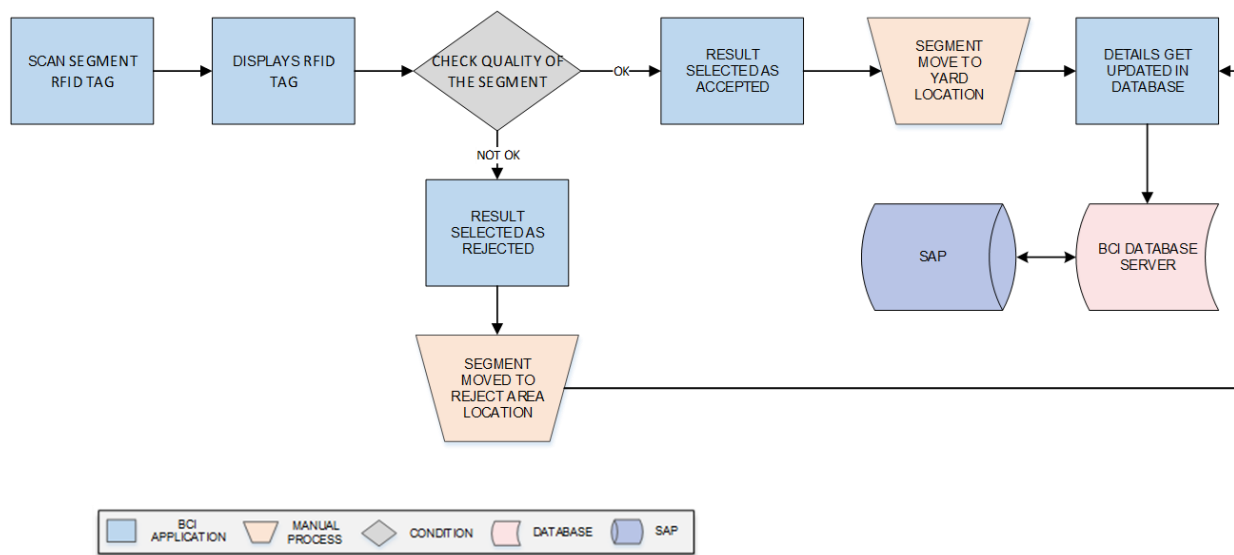 SCAN SEGMENT
RFID TAG
DISPLAYS RFID
TAG
CHECK QUALITY OF
THE SEGMENT
OK
RESULT
SELECTED AS
ACCEPTED
SEGMENT
MOVE TO
YARD
LOCATION
DETAILS GET
UPDATED IN
DATABASE
NOT OK
RESULT
SELECTED AS
REJECTED
SAP
BCI DATABASE
SERVER
SEGMENT
MOVED TO
REJECT AREA
LOCATION
BCI
APPLICATION
MANUAL
PROCESS
CONDITION
DATABASE
SAP